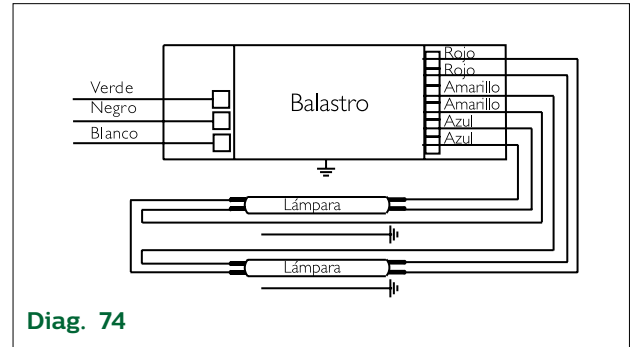 Verde
Negro
Blanco
Balastro
Rojo
Rojo
Amarillo
Amarillo
Azul
Azul
Lámpara
Lámpara
Diag. 74